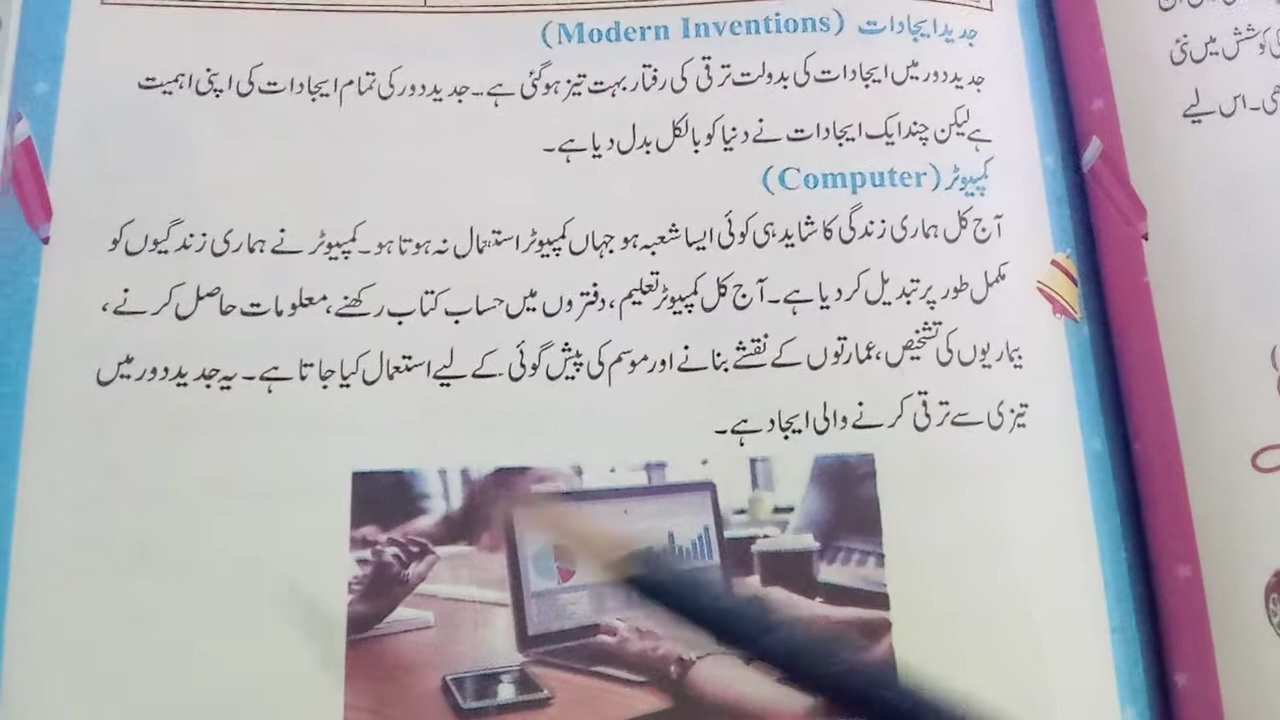 جدید ایجادات (Modern Inventions)
جدید دور میں ایجادات کی بدولت ترقی کی رفتار بہت تیز ہو گئی ہے۔ جدید دور کی تمام ایجادات کی اپنی اہمیت
ہے لیکن چند ایک ایجادات نے دنیا کو بالکل بدل دیا ہے۔
کمپیوٹر (Computer)
آج کل ہماری زندگی کا شاید ہی کوئی ایسا شعبہ ہو جہاں کمپیوٹر استعمال نہ ہوتا ہو۔ کمپیوٹر نے ہماری زندگیوں کو
مکمل طور پر تبدیل کر دیا ہے۔ آج کل کمپیوٹر تعلیم، دفتروں میں حساب کتاب رکھنے، معلومات حاصل کرنے،
بیماریوں کی تشخیص، عمارتوں کے نقشے بنانے اور موسم کی پیش گوئی کے لیے استعمال کیا جاتا ہے۔ یہ جدید دور میں
تیزی سے ترقی کرنے والی ایجاد ہے۔
کوشش میں نئی
اس لیے